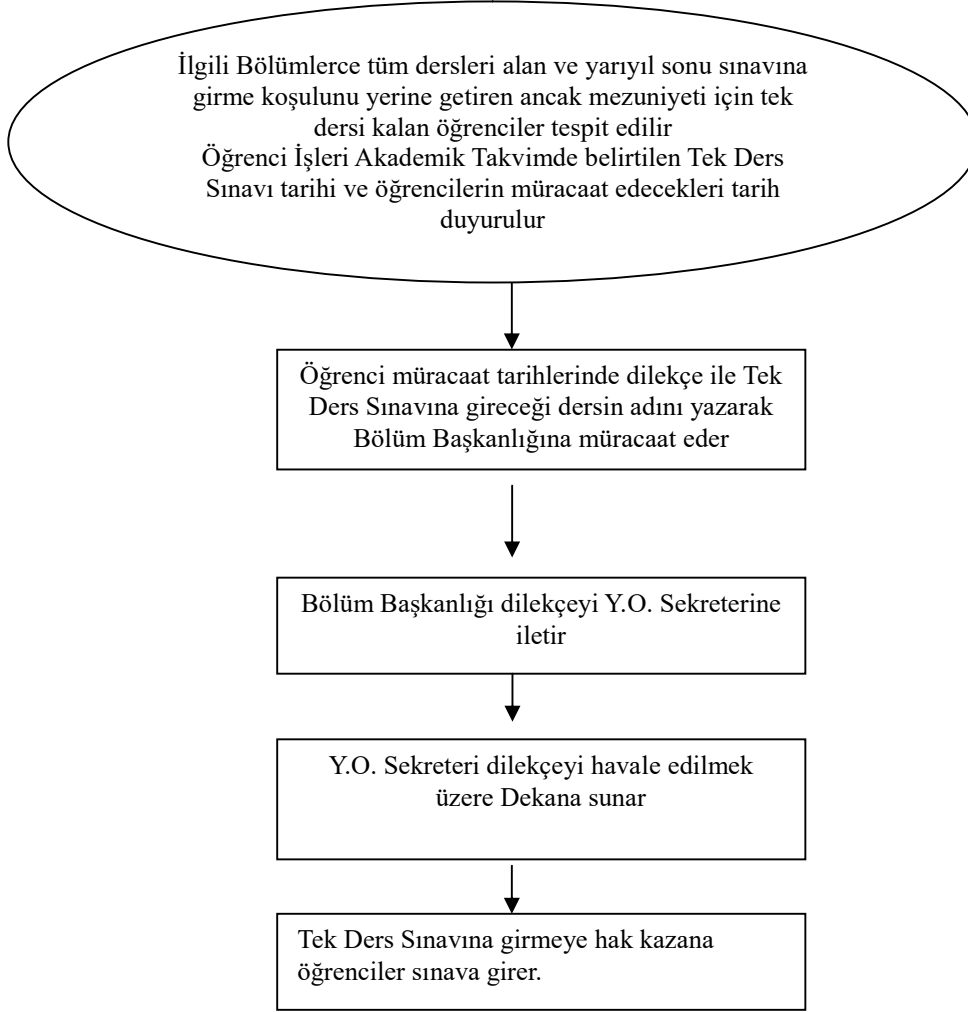 İlgili Bölümlerce tüm dersleri alan ve yarıyıl sonu sınavına
girme koşulunu yerine getiren ancak mezuniyeti için tek
dersi kalan öğrenciler tespit edilir
Öğrenci İşleri Akademik Takvimde belirtilen Tek Ders
Sınavı tarihi ve öğrencilerin müracaat edecekleri tarih
duyurulur
Öğrenci müracaat tarihlerinde dilekçe ile Tek
Ders Sınavına gireceği dersin adını yazarak
Bölüm Başkanlığına müracaat eder
Bölüm Başkanlığı dilekçeyi Y.O. Sekreterine
iletir
Y.O. Sekreteri dilekçeyi havale edilmek
üzere Dekana sunar
Tek Ders Sınavına girmeye hak kazana
öğrenciler sınava girer.